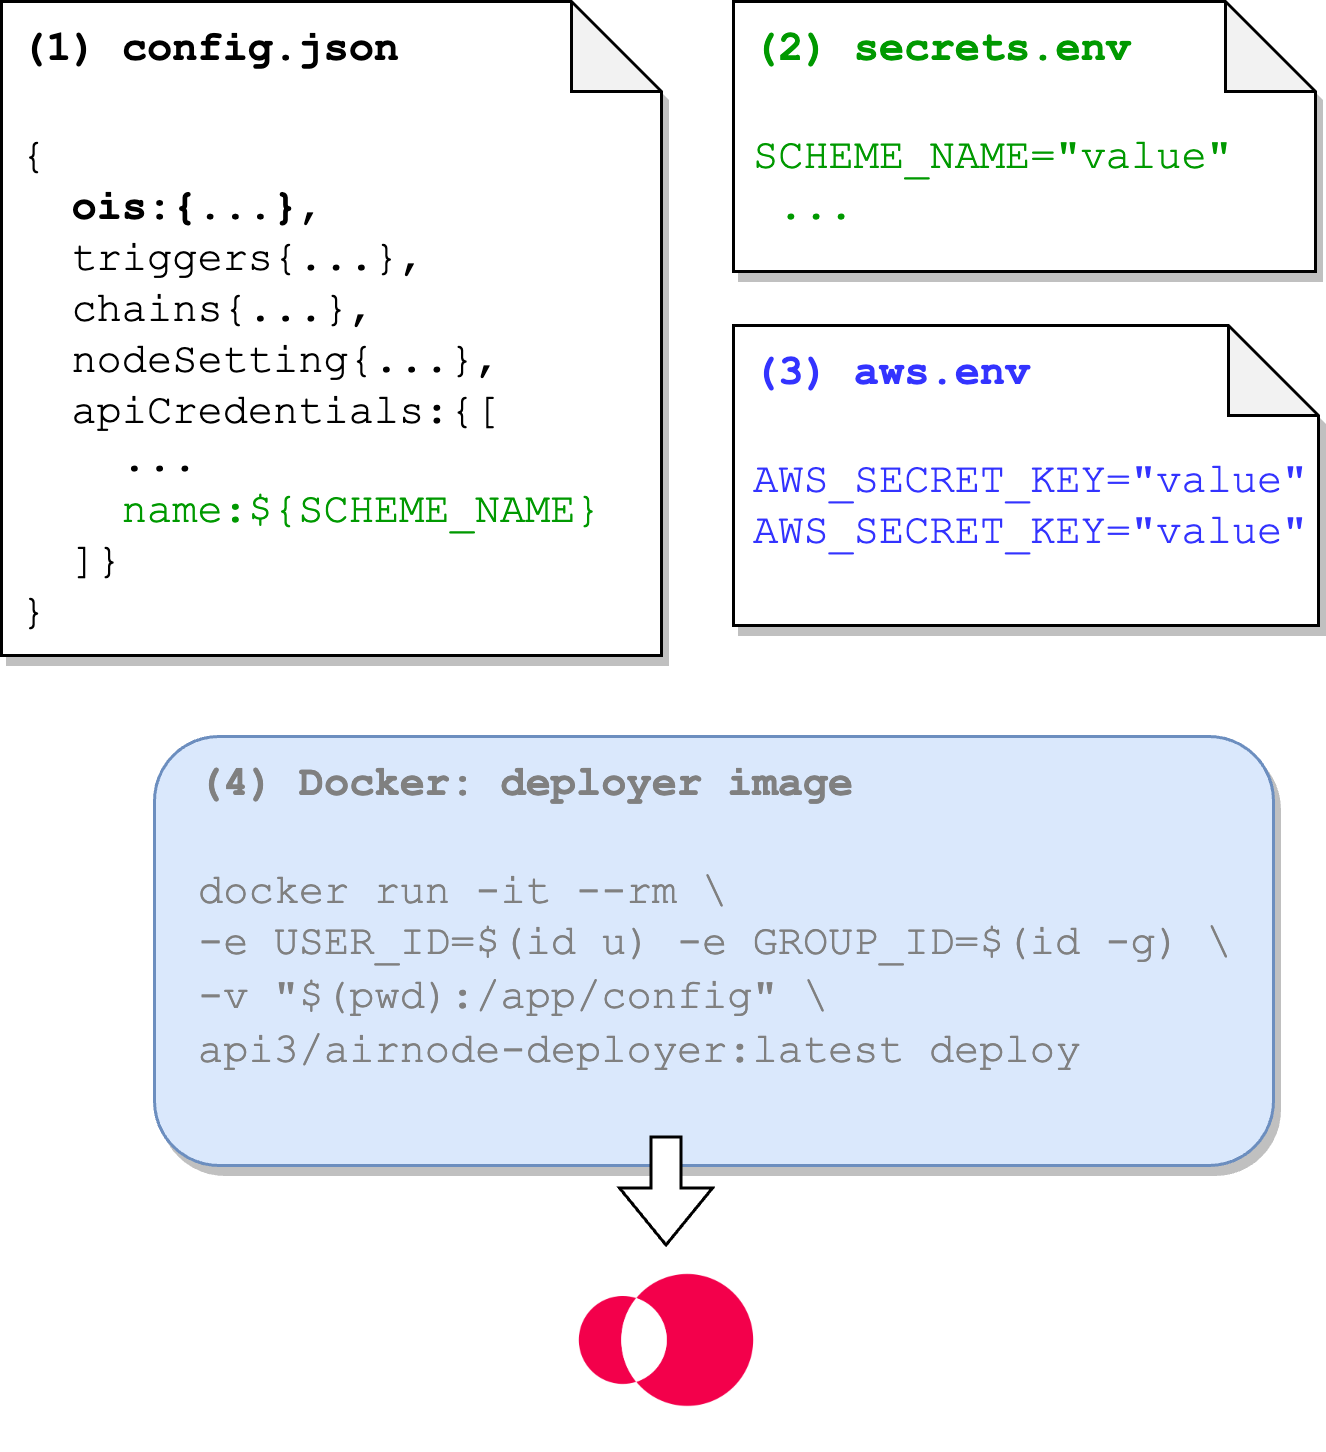 (1) config.json
{
ois:{...},
triggers{...},
chains{...},
nodeSetting{...},
apiCredentials:{[
...
name:${SCHEME_NAME}
]}
}
(2) secrets.env
SCHEME_NAME="value"
...
(3) aws.env
AWS_SECRET_KEY="value"
AWS_SECRET_KEY="value"
(4) Docker: deployer image
docker run -it --rm \
-e USER_ID=$(id u) -e GROUP_ID=$(id -g) \
-v "$(pwd):/app/config" \
api3/airnode-deployer:latest deploy